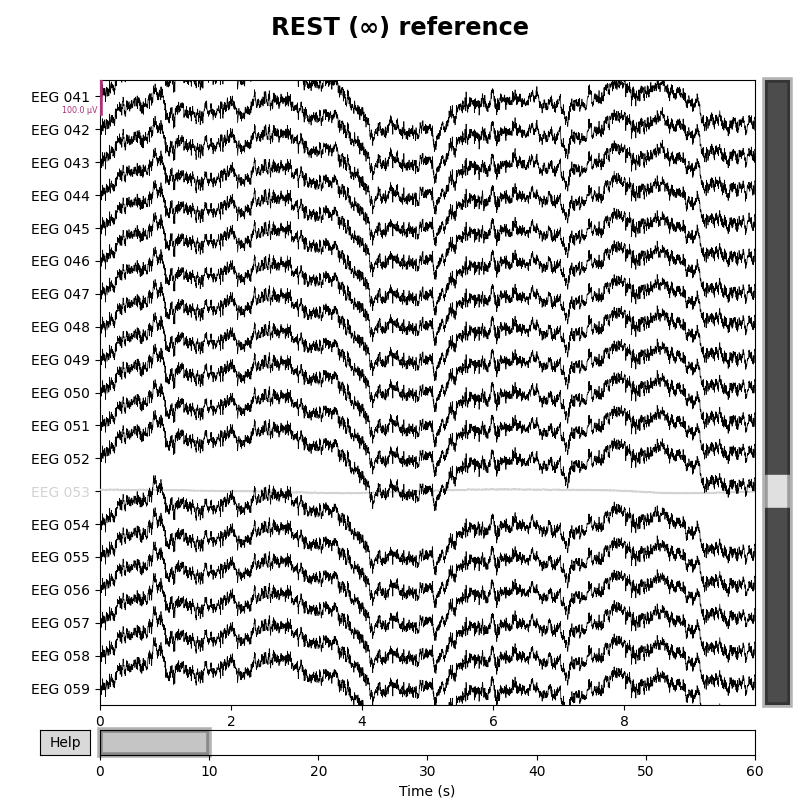 REST (∞) reference
EEG 041
100.0 µV
EEG 042
EEG 043
EEG 044
EEG 045
EEG 046
EEG 047
EEG 048
EEG 049
EEG 050
EEG 051
EEG 052
EEG 053
EEG 054
EEG 055
EEG 056
EEG 057
EEG 058
EEG 059
0 2 4 6 8
Help
0 10 20 30 40 50 60
Time (s)